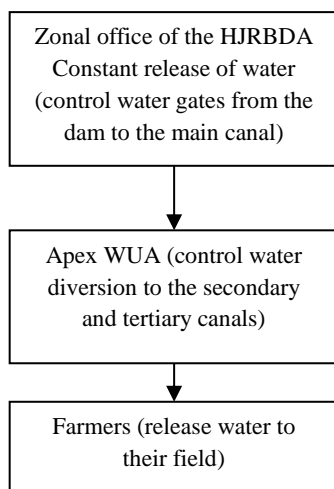 Zonal office of the HJRBDA
Constant release of water
(control water gates from the
dam to the main canal)
Apex WUA (control water
diversion to the secondary
and tertiary canals)
Farmers (release water to
their field)